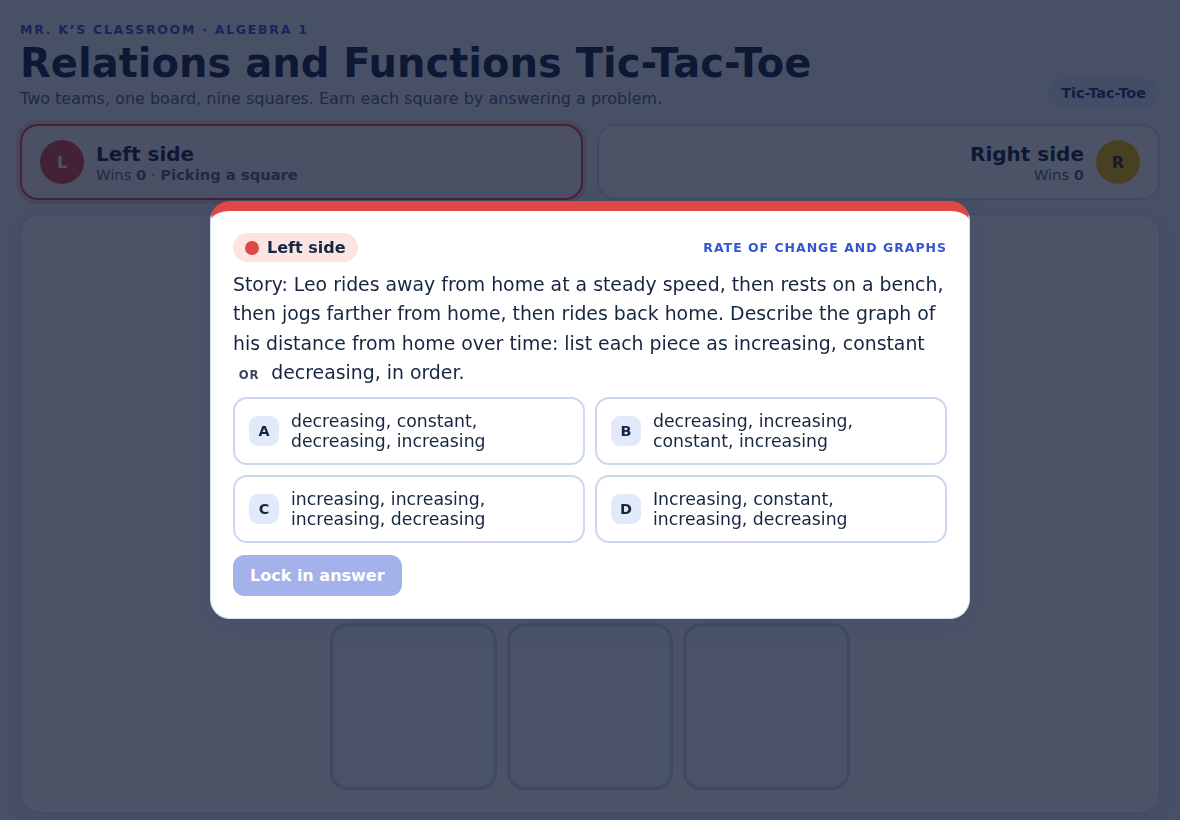 MR. K'S CLASSROOM · ALGEBRA 1
Relations and Functions Tic-Tac-Toe
Two teams, one board, nine squares. Earn each square by answering a problem.
Tic-Tac-Toe
L
Left side
Wins 0 · Picking a square
Right side
Wins 0
R
Left side
RATE OF CHANGE AND GRAPHS
Story: Leo rides away from home at a steady speed, then rests on a bench,
then jogs farther from home, then rides back home. Describe the graph of
his distance from home over time: list each piece as increasing, constant
OR decreasing, in order.
A
decreasing, constant,
decreasing, increasing
B
decreasing, increasing,
constant, increasing
C
increasing, increasing,
increasing, decreasing
D
Increasing, constant,
increasing, decreasing
Lock in answer